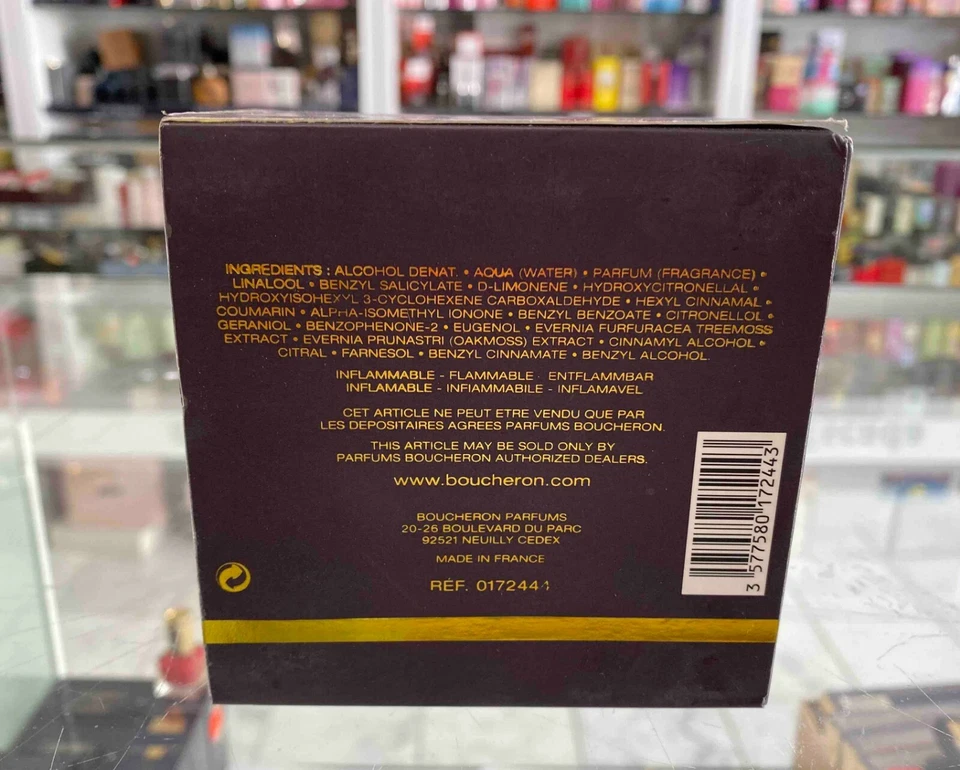 INGREDIENTS : ALCOHOL DENAT. • AQUA (WATER) • PARFUM (FRAGRANCE) •
LINALOOL • BENZYL SALICYLATE • D-LIMONENE • HYDROXYCITRONELLAL •
HYDROXYISOHEXYL 3-CYCLOHEXENE CARBOXALDEHYDE • HEXYL CINNAMAL •
COUMARIN • ALPHA-ISOMETHYL IONONE • BENZYL BENZOATE • CITRONELLOL •
GERANIOL • BENZOPHENONE-2 • EUGENOL • EVERNIA FURFURACEA TREEMOSS
EXTRACT • EVERNIA PRUNASTRI (OAKMOSS) EXTRACT • CINNAMYL ALCOHOL •
CITRAL • FARNESOL • BENZYL CINNAMATE • BENZYL ALCOHOL.
INFLAMMABLE - FLAMMABLE - ENTFLAMMBAR
INFLAMABLE - INFIAMMABILE - INFLAMAVEL
CET ARTICLE NE PEUT ETRE VENDU QUE PAR
LES DEPOSITAIRES AGREES PARFUMS BOUCHERON.
THIS ARTICLE MAY BE SOLD ONLY BY
PARFUMS BOUCHERON AUTHORIZED DEALERS.
www.boucheron.com
BOUCHERON PARFUMS
20-26 BOULEVARD DU PARC
92521 NEUILLY CEDEX
MADE IN FRANCE
RÉF.
3 577580 172443